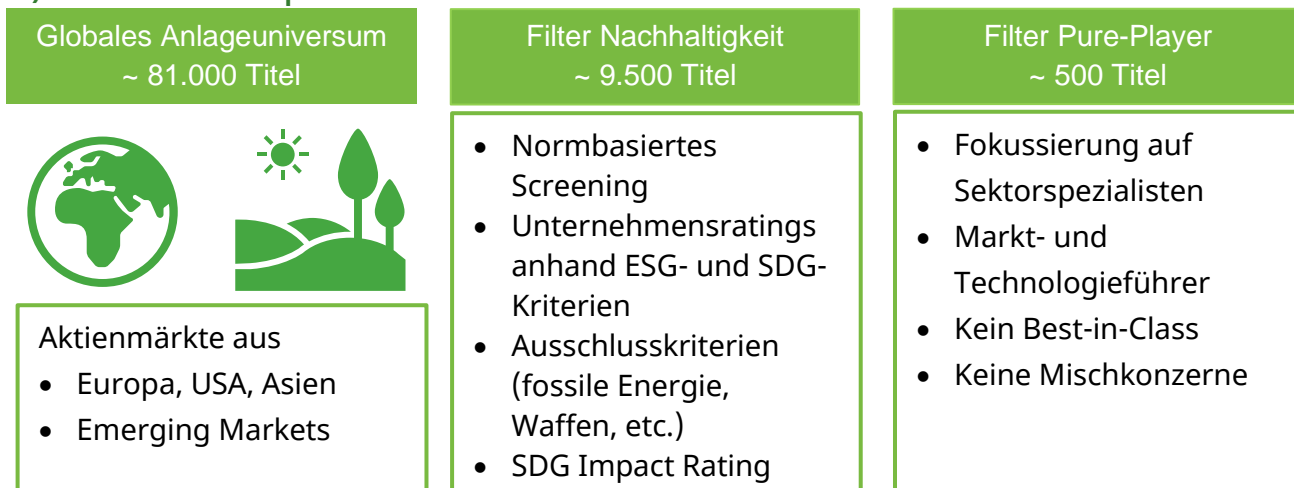 Globales Anlageuniversum
~ 81.000 Titel
Aktienmärkte aus
• Europa, USA, Asien
• Emerging Markets
Filter Nachhaltigkeit
~ 9.500 Titel
• Normbasiertes
Screening
• Unternehmensratings
anhand ESG- und SDG-
Kriterien
• Ausschlusskriterien
(fossile Energie,
Waffen, etc.)
• SDG Impact Rating
Filter Pure-Player
~ 500 Titel
• Fokussierung auf
Sektorspezialisten
• Markt- und
Technologieführer
• Kein Best-in-Class
• Keine Mischkonzerne